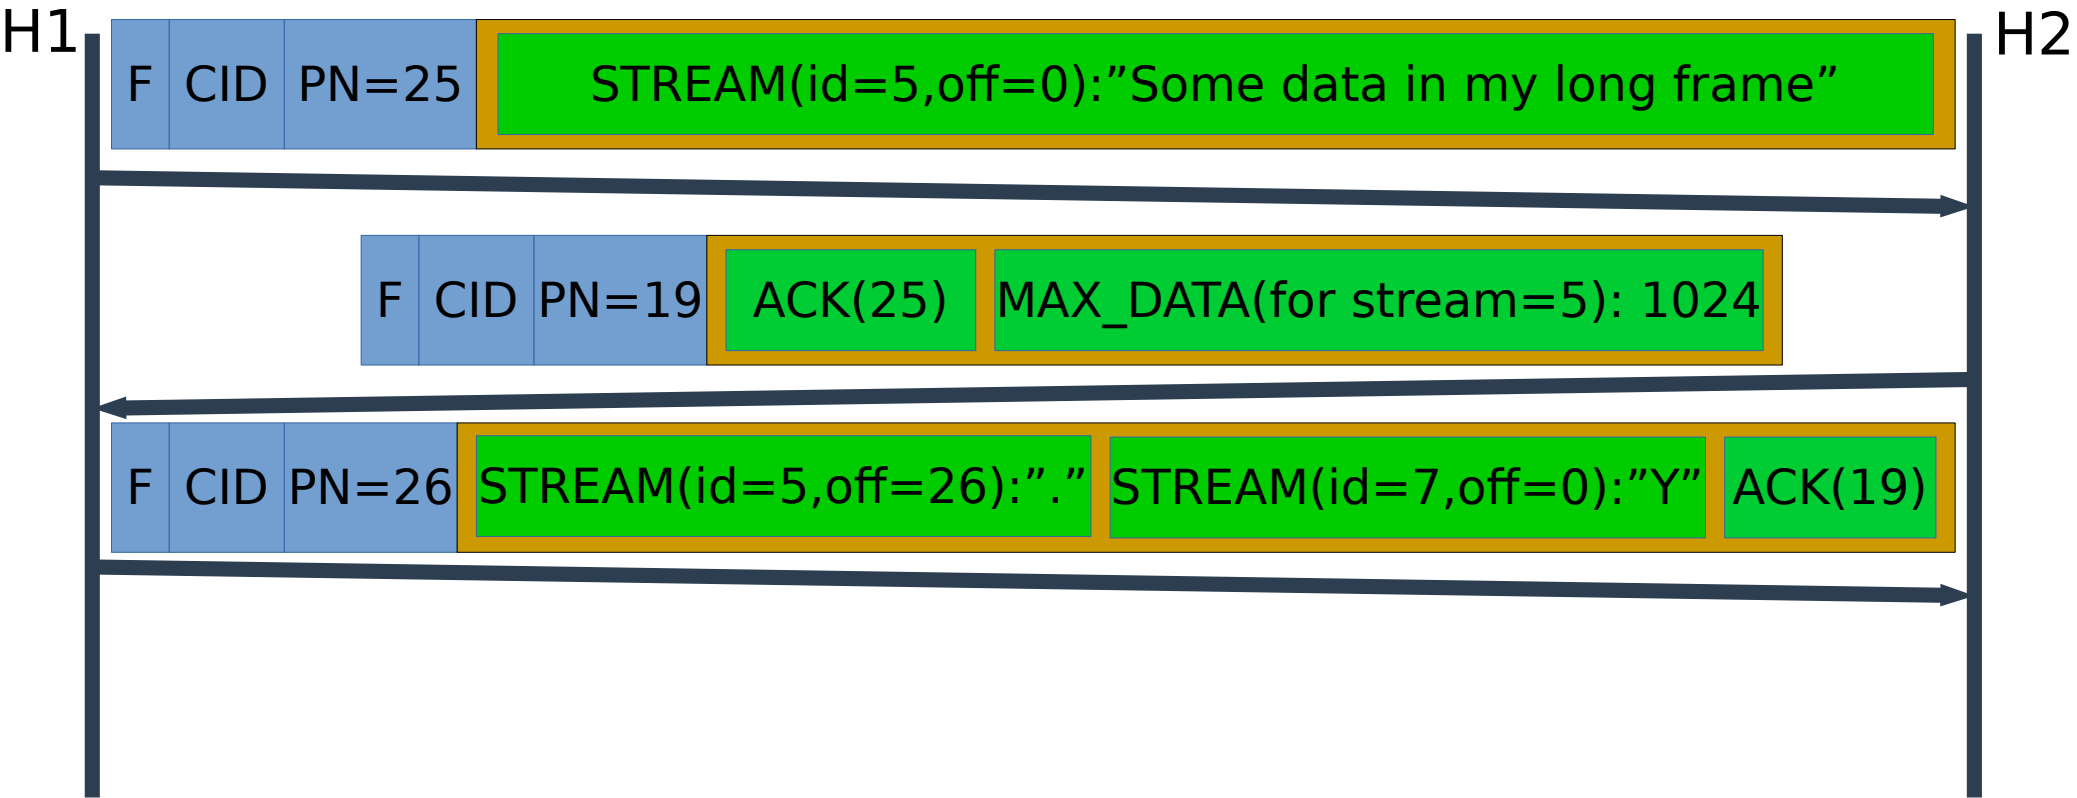 H1
H2
F CID PN=25 STREAM(id=5,off=0):”Some data in my long frame”
F CID PN=19 ACK(25) MAX_DATA(for stream=5): 1024
F CID PN=26 STREAM(id=5,off=26):”.” STREAM(id=7,off=0):”Y” ACK(19)